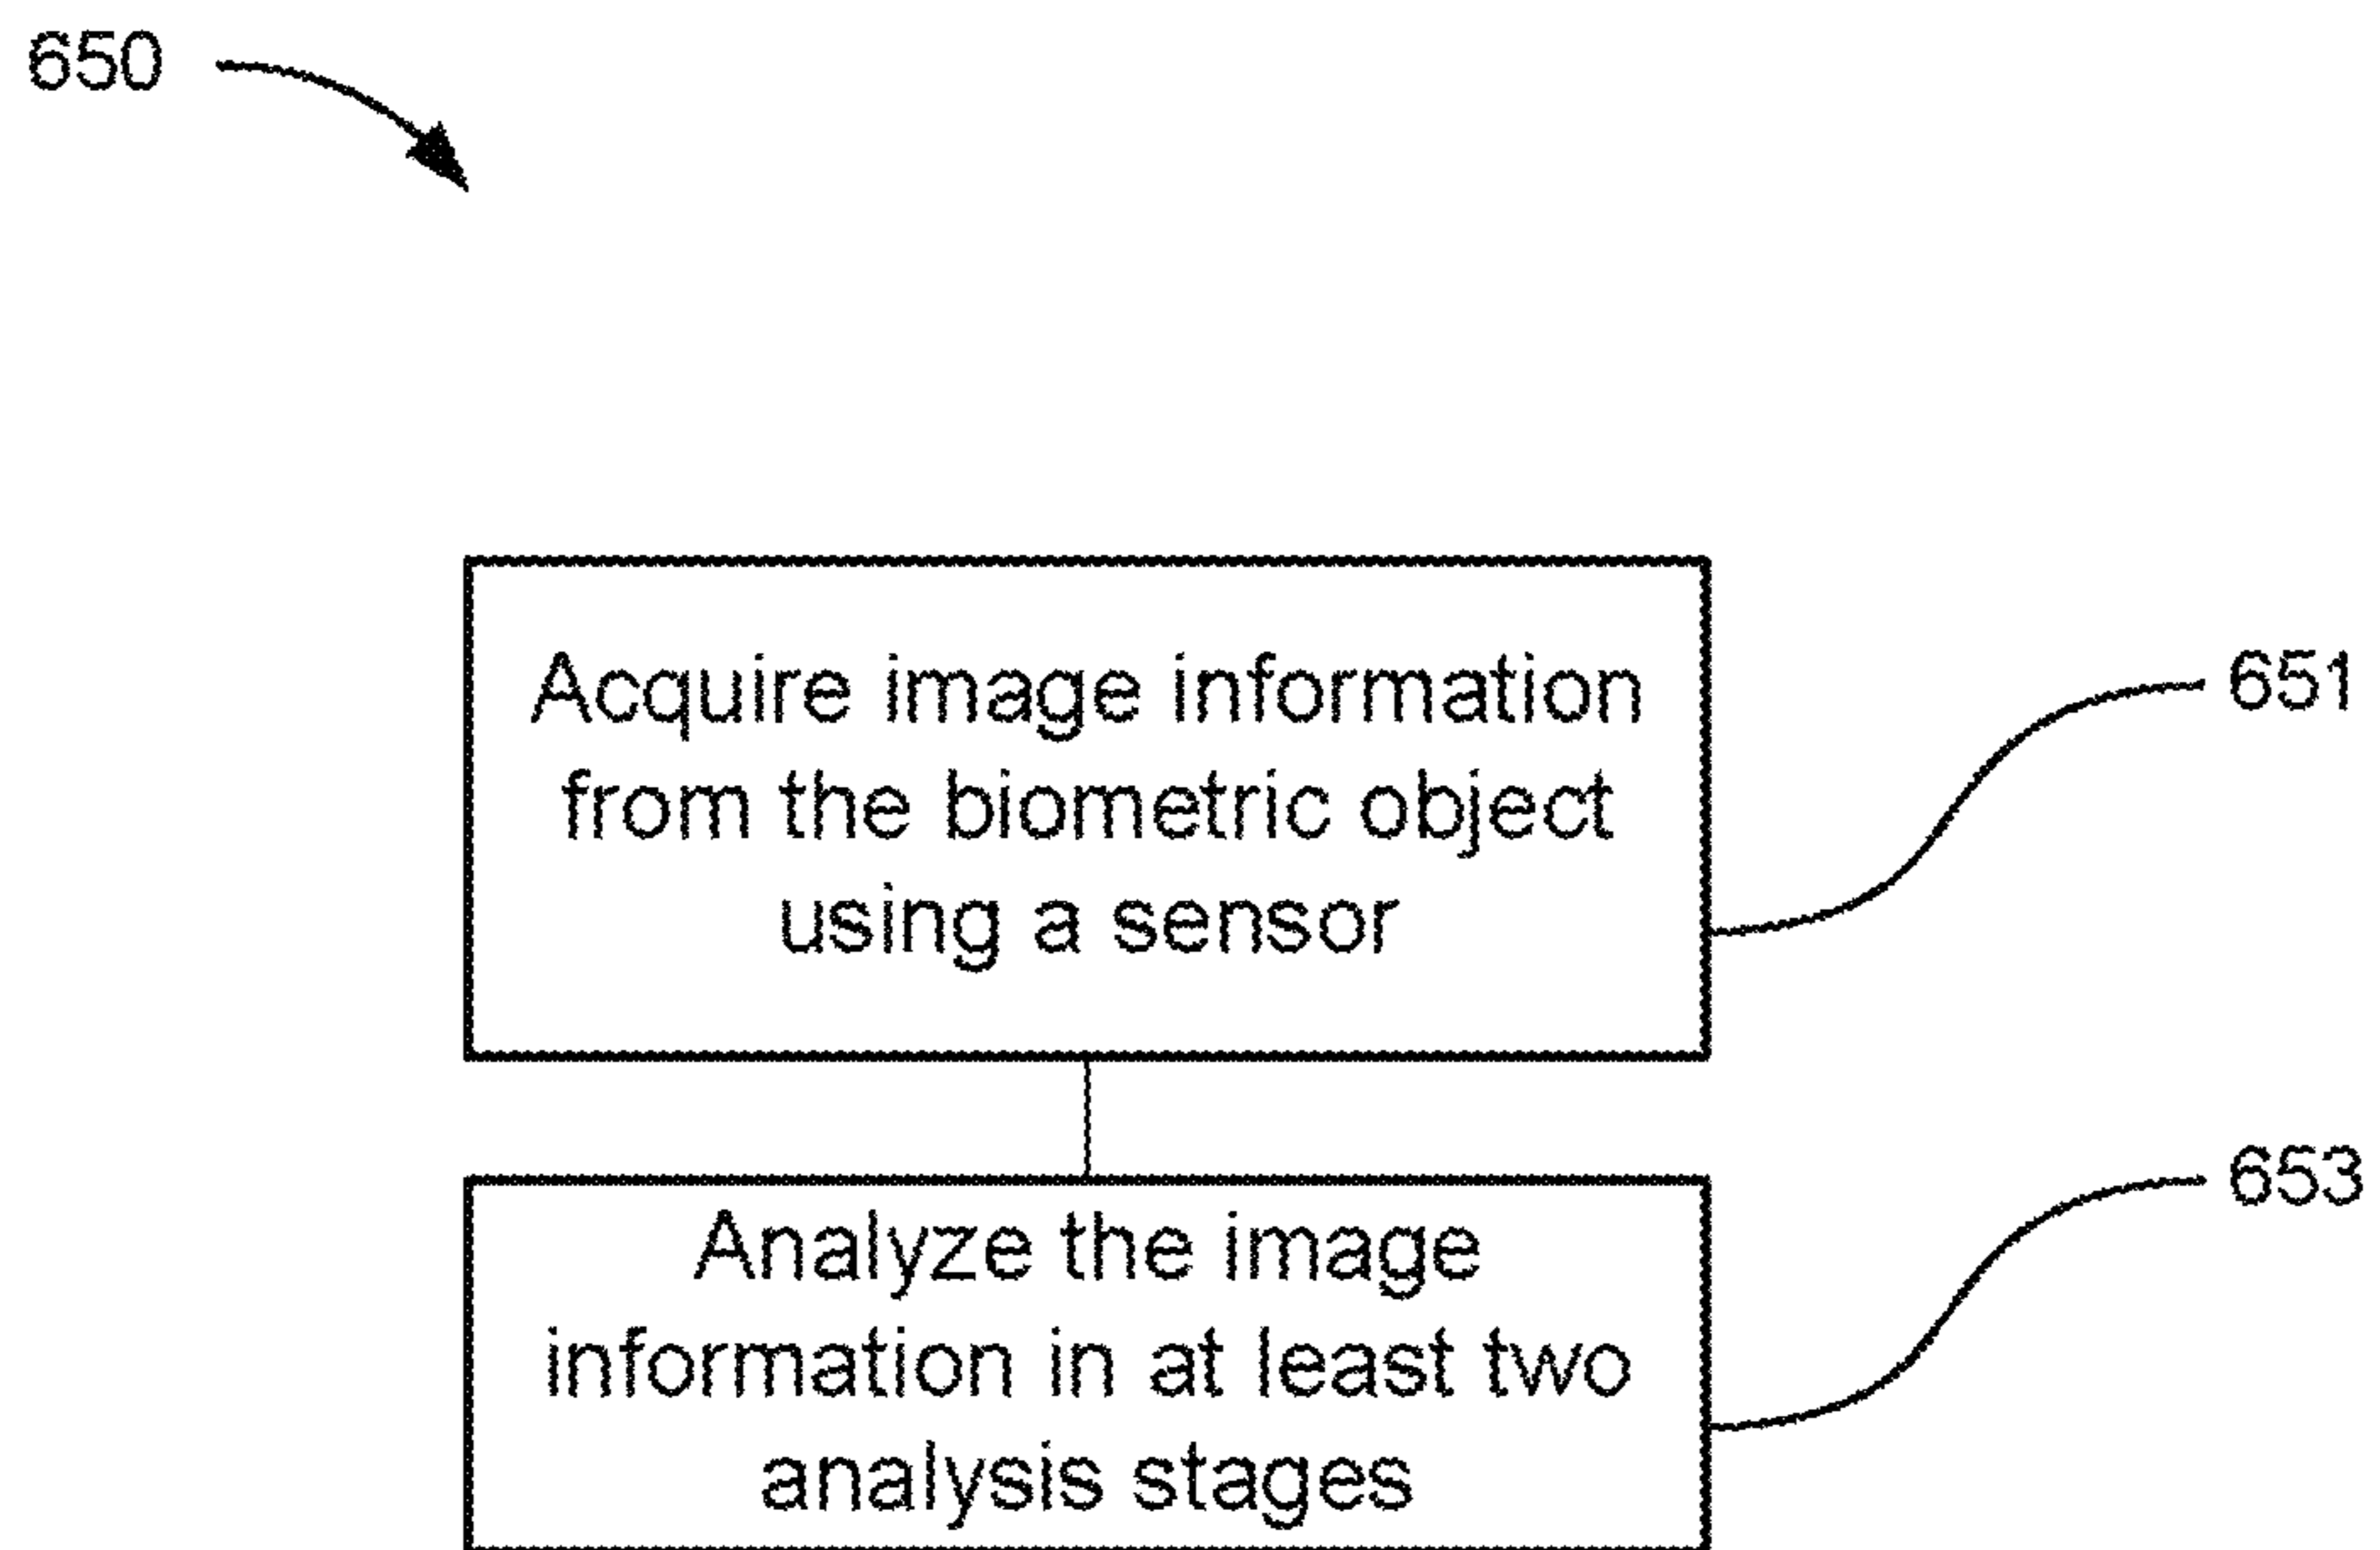 650
Acquire image information
from the biometric object
using a sensor
651
Analyze the image
information in at least two
analysis stages
653